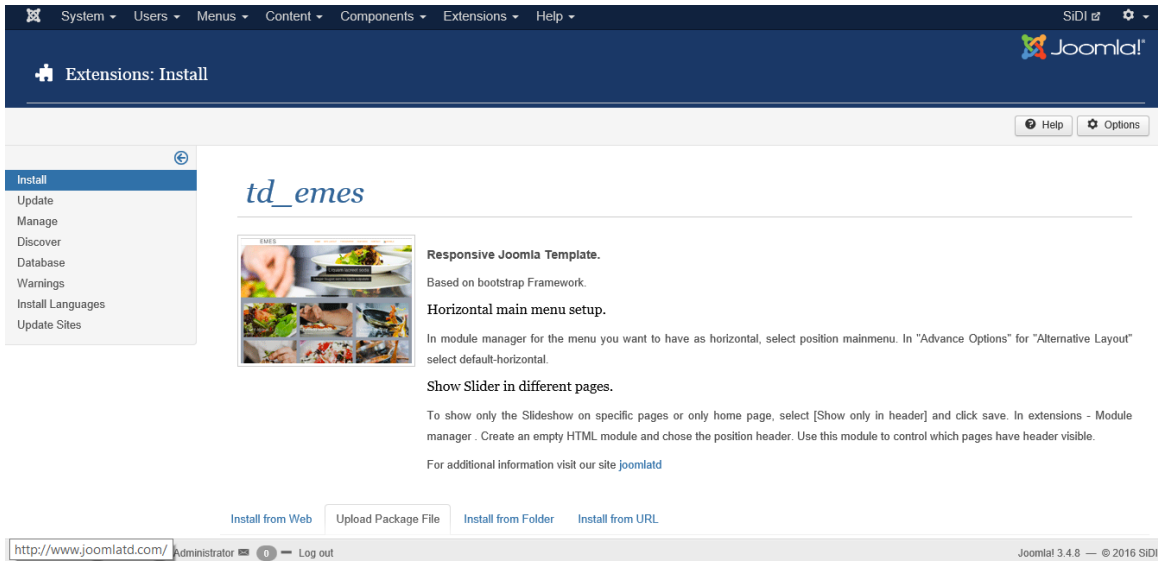 System Users Menus Content Components Extensions Help SiDI
Joomla!
Extensions: Install
Help Options
Install
Update
Manage
Discover
Database
Warnings
Install Languages
Update Sites
td_emes
EMES
Responsive Joomla Template.
Based on bootstrap Framework.
Horizontal main menu setup.
In module manager for the menu you want to have as horizontal, select position mainmenu. In "Advance Options" for "Alternative Layout"
select default-horizontal.
Show Slider in different pages.
To show only the Slideshow on specific pages or only home page, select [Show only in header] and click save. In extensions - Module
manager . Create an empty HTML module and chose the position header. Use this module to control which pages have header visible.
For additional information visit our site joomlatd
Install from Web Upload Package File Install from Folder Install from URL
http://www.joomlatd.com/ Administrator 0 Log out Joomla! 3.4.8 — © 2016 SiDI